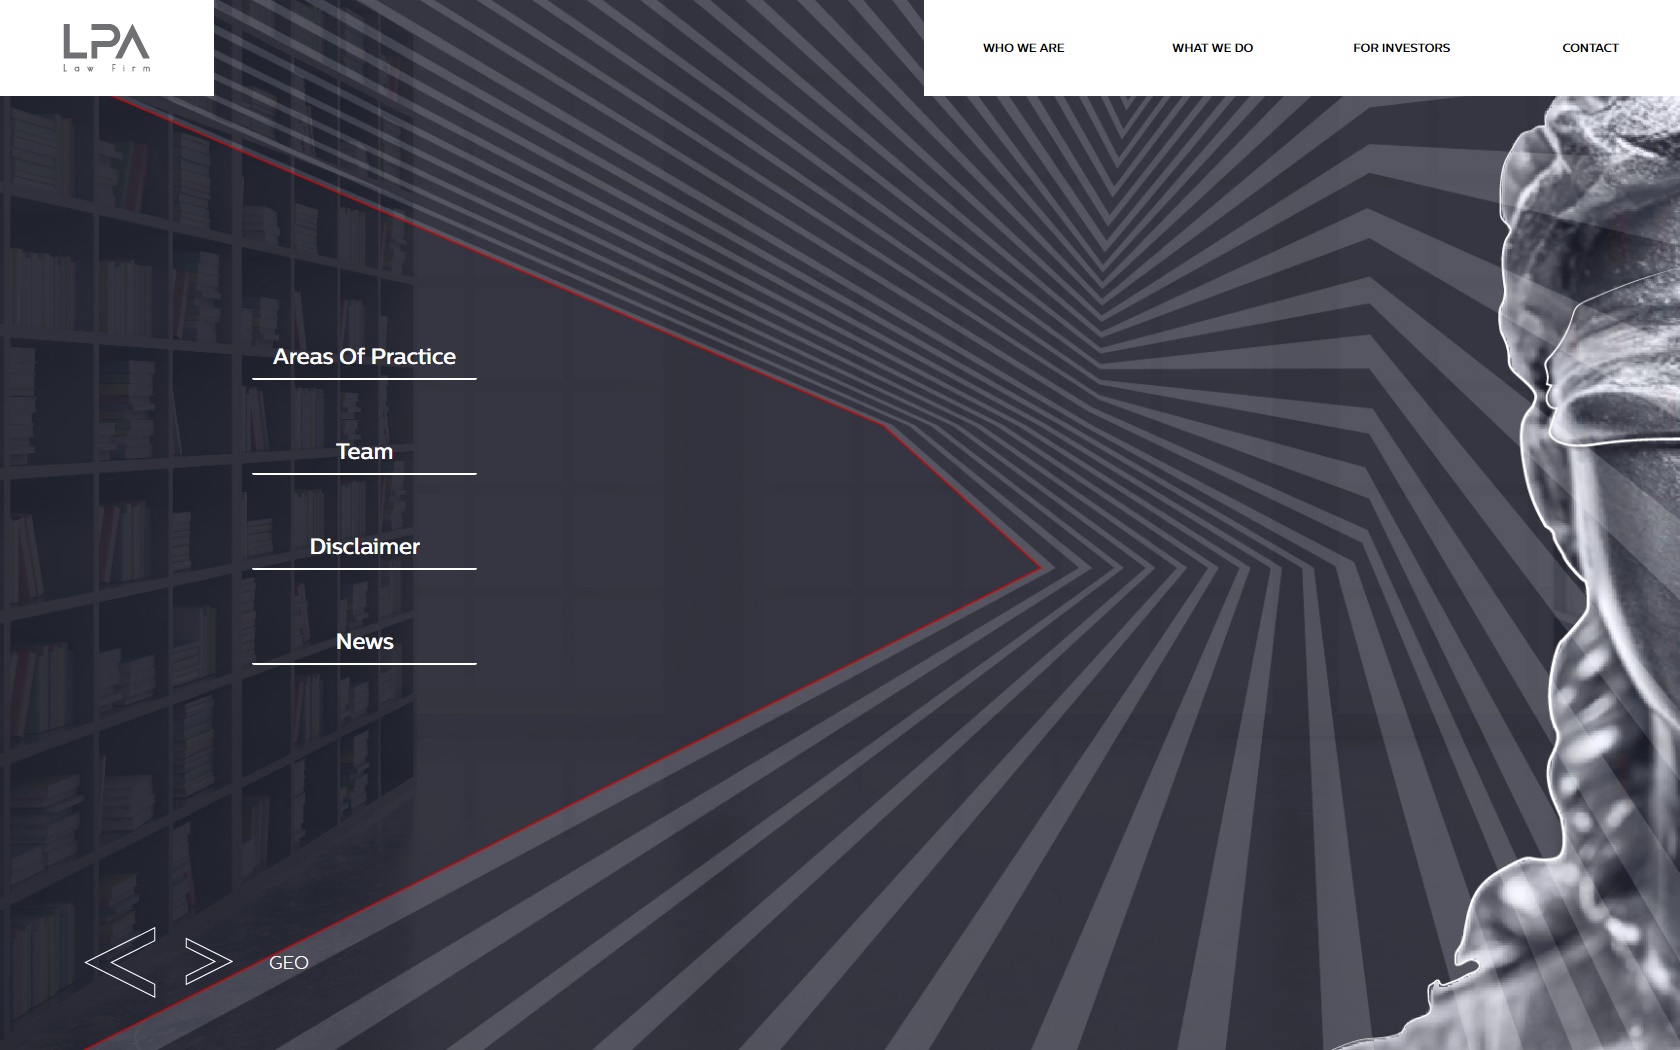 LPA
Law Firm
WHO WE ARE
WHAT WE DO
FOR INVESTORS
CONTACT
Areas Of Practice
Team
Disclaimer
News
GEO